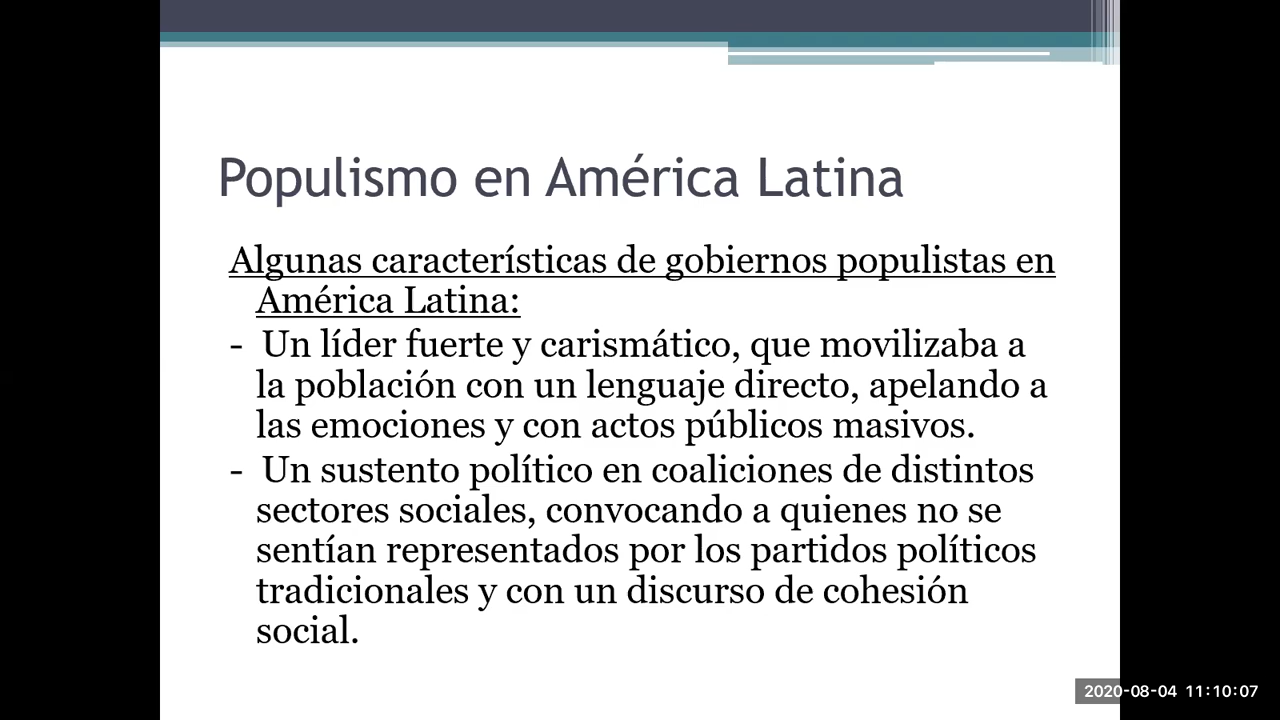 Populismo en América Latina
Algunas características de gobiernos populistas en
América Latina:
- Un líder fuerte y carismático, que movilizaba a
la población con un lenguaje directo, apelando a
las emociones y con actos públicos masivos.
- Un sustento político en coaliciones de distintos
sectores sociales, convocando a quienes no se
sentían representados por los partidos políticos
tradicionales y con un discurso de cohesión
social.
2020-08-04 11:10:07